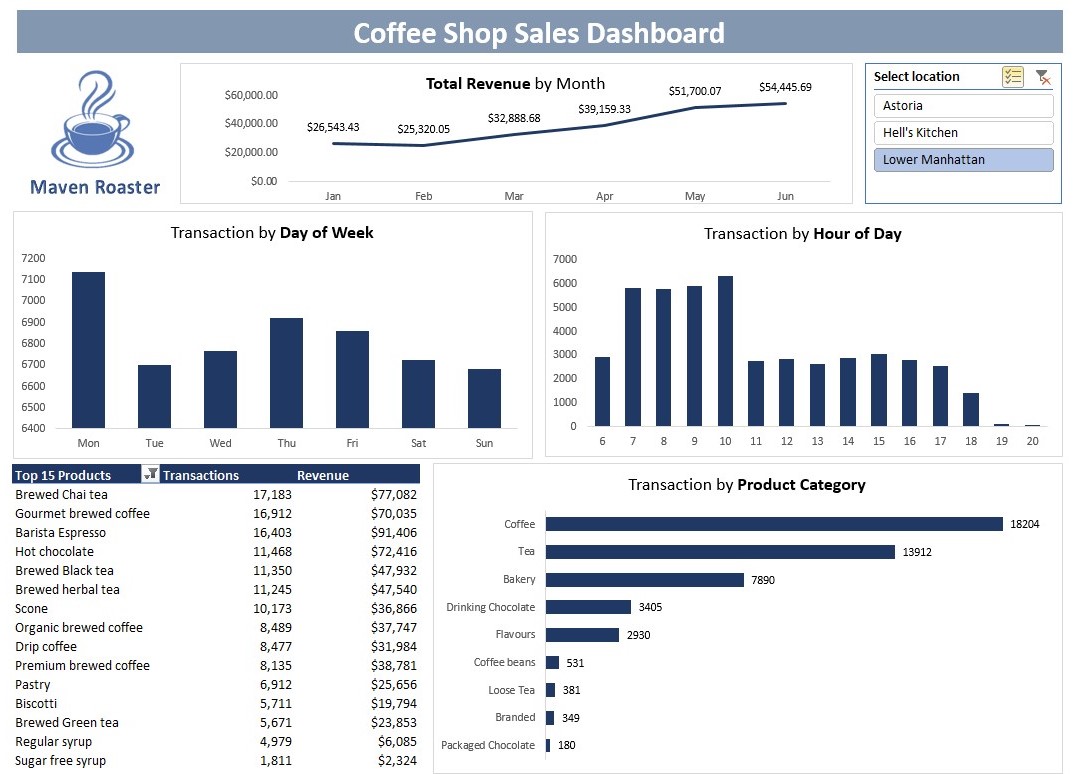 Coffee Shop Sales Dashboard
Maven Roaster
Total Revenue by Month
$60,000.00
$40,000.00
$20,000.00
$0.00
$26,543.43
$25,320.05
$32,888.68
$39,159.33
$51,700.07
$54,445.69
Jan Feb Mar Apr May Jun
Select location
Astoria
Hell's Kitchen
Lower Manhattan
Transaction by Day of Week
7200
7100
7000
6900
6800
6700
6600
6500
6400
Mon Tue Wed Thu Fri Sat Sun
Transaction by Hour of Day
7000
6000
5000
4000
3000
2000
1000
0
6 7 8 9 10 11 12 13 14 15 16 17 18 19 20
Top 15 Products Transactions Revenue
Brewed Chai tea 17,183 $77,082
Gourmet brewed coffee 16,912 $70,035
Barista Espresso 16,403 $91,406
Hot chocolate 11,468 $72,416
Brewed Black tea 11,350 $47,932
Brewed herbal tea 11,245 $47,540
Scone 10,173 $36,866
Organic brewed coffee 8,489 $37,747
Drip coffee 8,477 $31,984
Premium brewed coffee 8,135 $38,781
Pastry 6,912 $25,656
Biscotti 5,711 $19,794
Brewed Green tea 5,671 $23,853
Regular syrup 4,979 $6,085
Sugar free syrup 1,811 $2,324
Transaction by Product Category
Coffee 18204
Tea 13912
Bakery 7890
Drinking Chocolate 3405
Flavours 2930
Coffee beans 531
Loose Tea 381
Branded 349
Packaged Chocolate 180